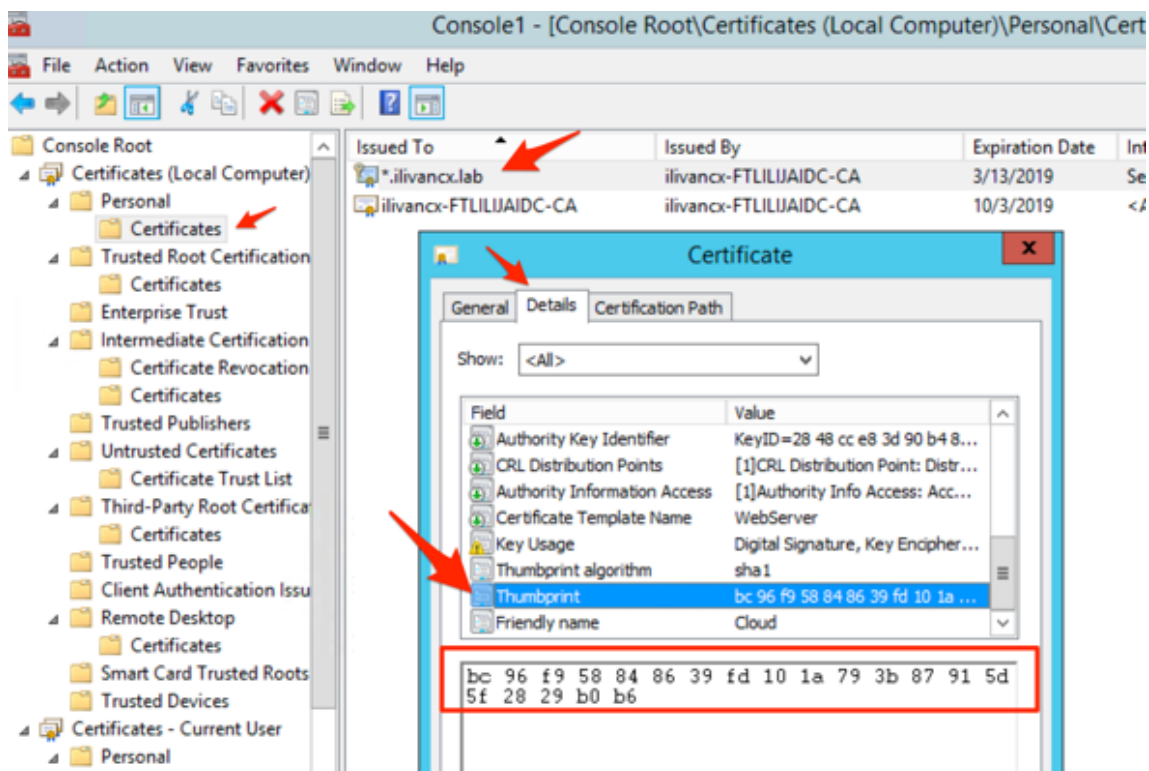 Console1 - [Console Root\Certificates (Local Computer)\Personal\Cert
File Action View Favorites Window Help
Console Root
Certificates (Local Computer)
Personal
Certificates
Trusted Root Certification
Certificates
Enterprise Trust
Intermediate Certification
Certificate Revocation
Certificates
Trusted Publishers
Untrusted Certificates
Certificate Trust List
Third-Party Root Certifica
Certificates
Trusted People
Client Authentication Issu
Remote Desktop
Certificates
Smart Card Trusted Roots
Trusted Devices
Certificates - Current User
Personal
Issued To Issued By Expiration Date Int
*.ilivancx.lab ilivancx-FTLILIJAIDC-CA 3/13/2019 Se
ilivancx-FTLILIJAIDC-CA ilivancx-FTLILIJAIDC-CA 10/3/2019 <A
Certificate
x
General Details Certification Path
Show: <All>
Field Value
Authority Key Identifier KeyID=28 48 cc e8 3d 90 b4 8...
CRL Distribution Points [1]CRL Distribution Point: Distr...
Authority Information Access [1]Authority Info Access: Acc...
Certificate Template Name WebServer
Key Usage Digital Signature, Key Encipher...
Thumbprint algorithm sha1
Thumbprint bc 96 f9 58 84 86 39 fd 10 1a ...
Friendly name Cloud
bc 96 f9 58 84 86 39 fd 10 1a 79 3b 87 91 5d
5f 28 29 b0 b6